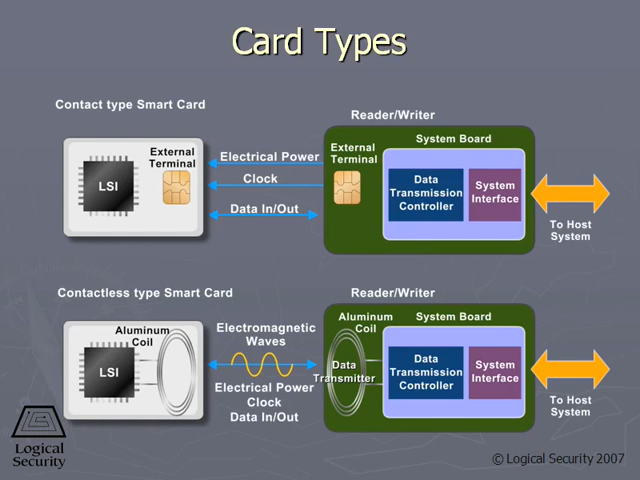 Card Types
Contact type Smart Card
Reader/Writer
LSI
External
Terminal
Electrical Power
Clock
Data In/Out
External
Terminal
System Board
Data
Transmission
Controller
System
Interface
To Host
System
Contactless type Smart Card
Reader/Writer
LSI
Aluminum
Coil
Electromagnetic
Waves
Electrical Power
Clock
Data In/Out
Aluminum
Coil
Data
Transmitter
System Board
Data
Transmission
Controller
System
Interface
To Host
System
Logical
Security
© Logical Security 2007